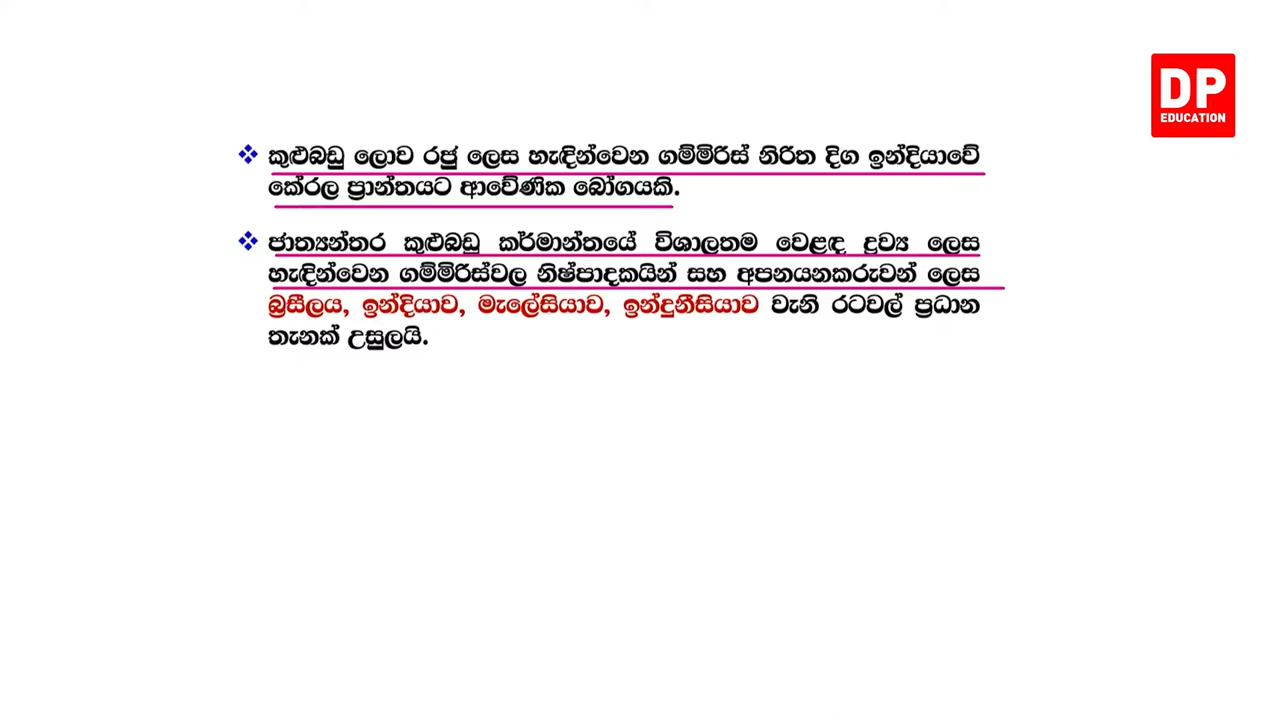 DP
EDUCATION
❖ කුළුබඩු ලොව රජු ලෙස හැඳින්වෙන ගම්මිරිස් නිරිත දිග ඉන්දියාවේ
කේරල ප්‍රාන්තයට ආවේණික බෝගයකි.
❖ ජාත්‍යන්තර කුළුබඩු කර්මාන්තයේ විශාලතම වෙළඳ ද්‍රව්‍ය ලෙස
හැඳින්වෙන ගම්මිරිස්වල නිෂ්පාදකයින් සහ අපනයනකරුවන් ලෙස
බ්‍රසීලය, ඉන්දියාව, මැලේසියාව, ඉන්දුනීසියාව වැනි රටවල් ප්‍රධාන
තැනක් උසුලයි.